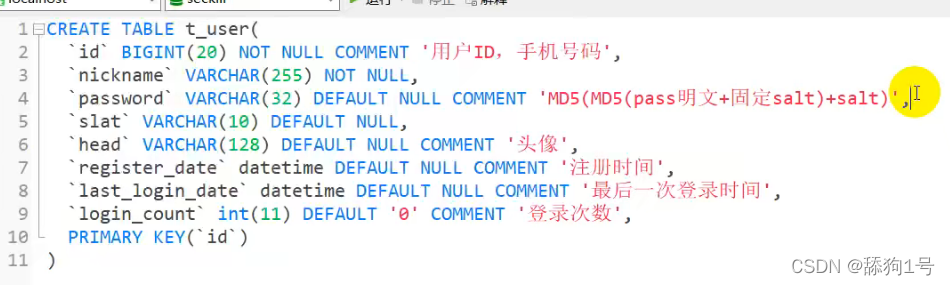 localhost seckill 运行 停止 解释
1 CREATE TABLE t_user(
2 `id` BIGINT(20) NOT NULL COMMENT '用户ID，手机号码',
3 `nickname` VARCHAR(255) NOT NULL,
4 `password` VARCHAR(32) DEFAULT NULL COMMENT 'MD5(MD5(pass明文+固定salt)+salt)',
5 `slat` VARCHAR(10) DEFAULT NULL,
6 `head` VARCHAR(128) DEFAULT NULL COMMENT '头像',
7 `register_date` datetime DEFAULT NULL COMMENT '注册时间',
8 `last_login_date` datetime DEFAULT NULL COMMENT '最后一次登录时间',
9 `login_count` int(11) DEFAULT '0' COMMENT '登录次数',
10 PRIMARY KEY(`id`)
11 )
CSDN @舔狗1号